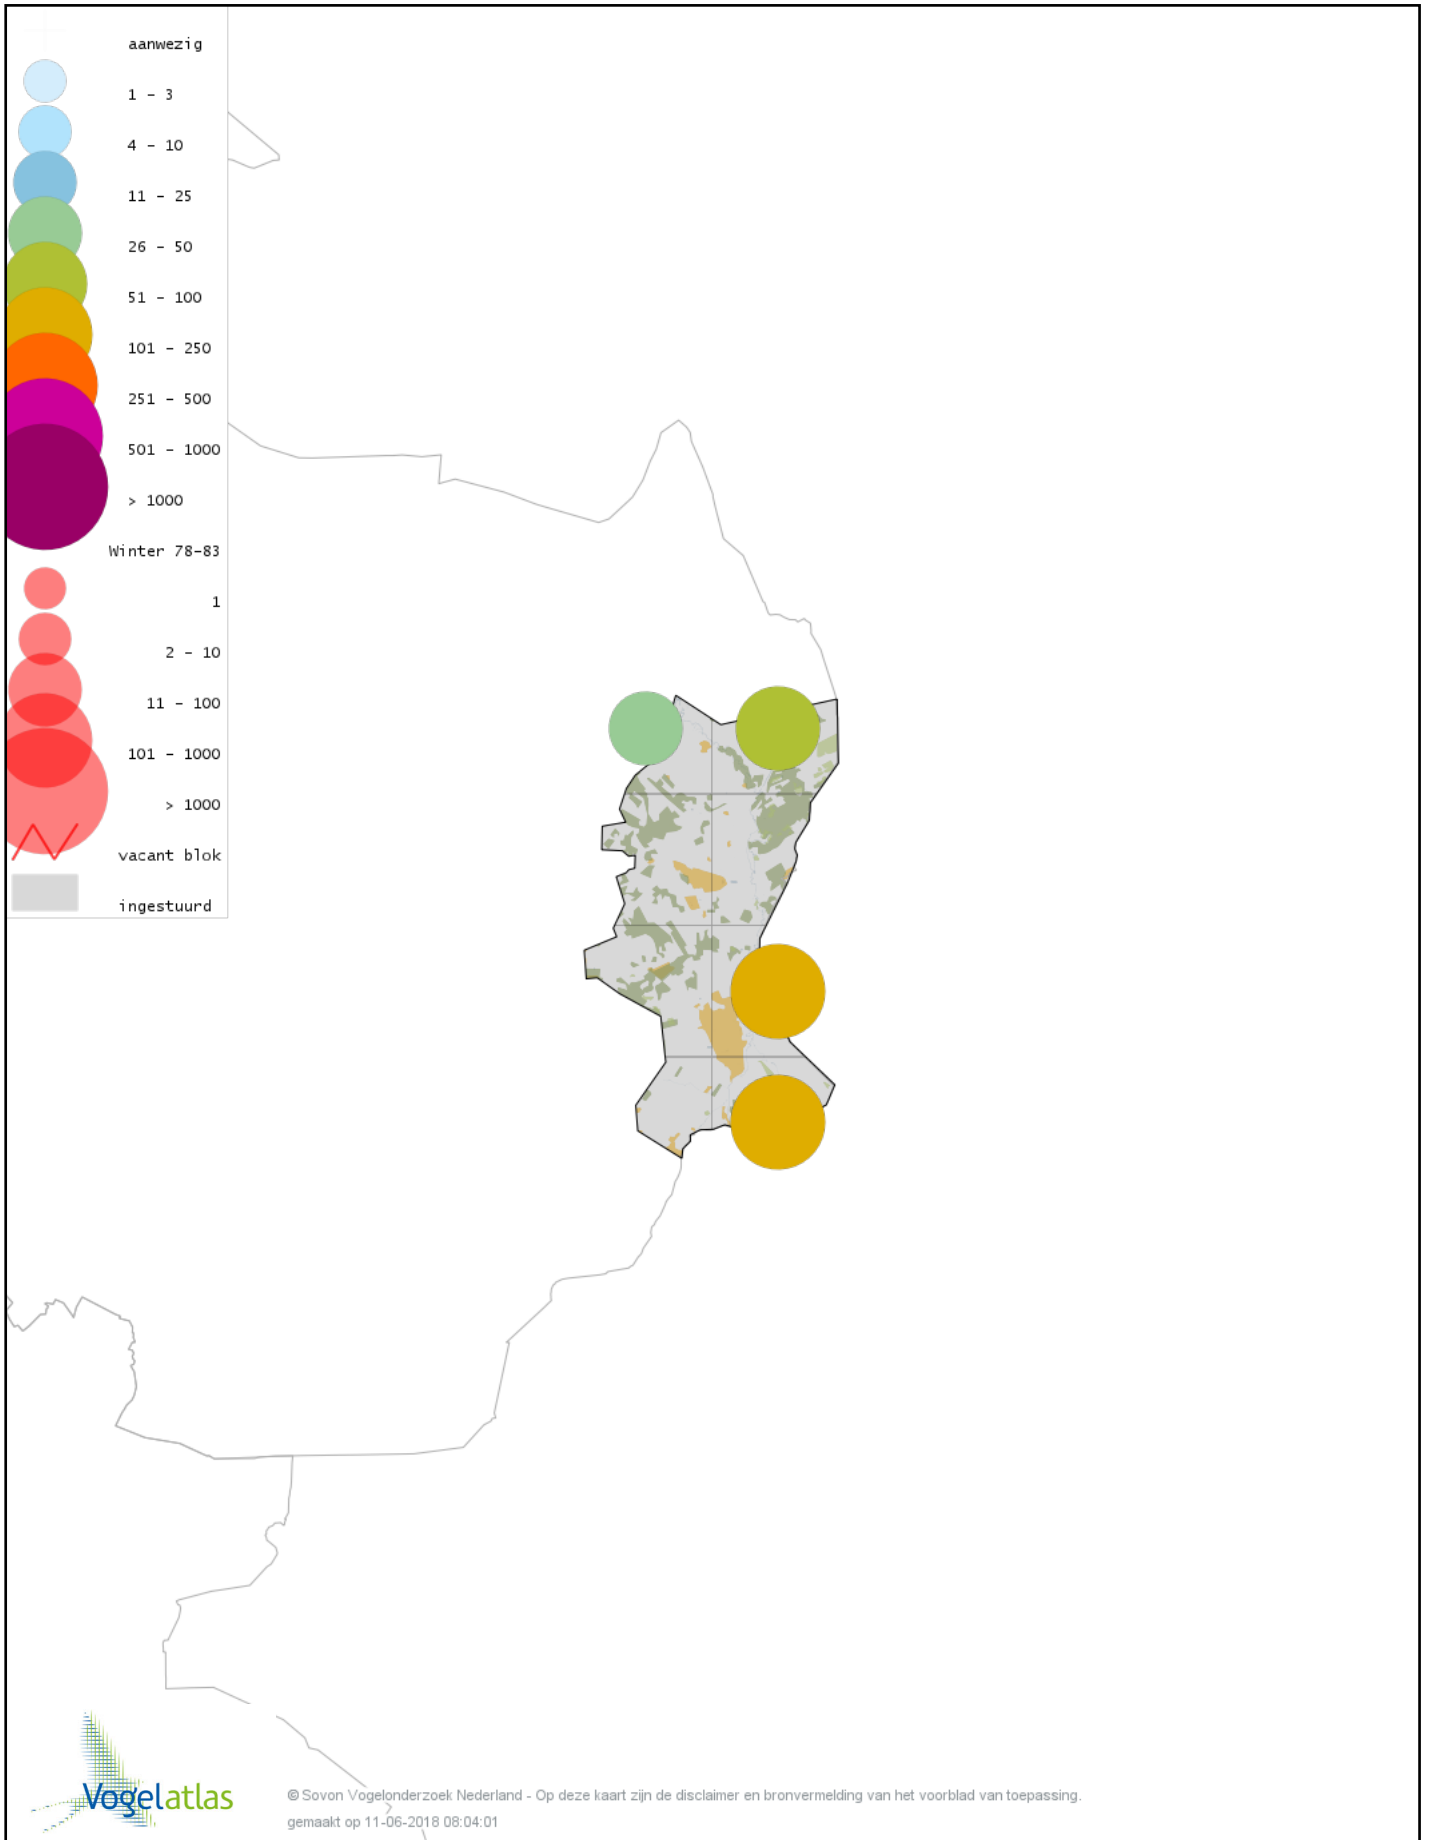 aanwezig
1 - 3
4 - 10
11 - 25
26 - 50
51 - 100
101 - 250
251 - 500
501 - 1000
> 1000
Winter 78-83
1
2 - 10
11 - 100
101 - 1000
> 1000
vacant blok
ingestuurd
Vogelatlas
© Sovon Vogelonderzoek Nederland - Op deze kaart zijn de disclaimer en bronvermelding van het voorblad van toepassing.
gemaakt op 11-06-2018 08:04:01